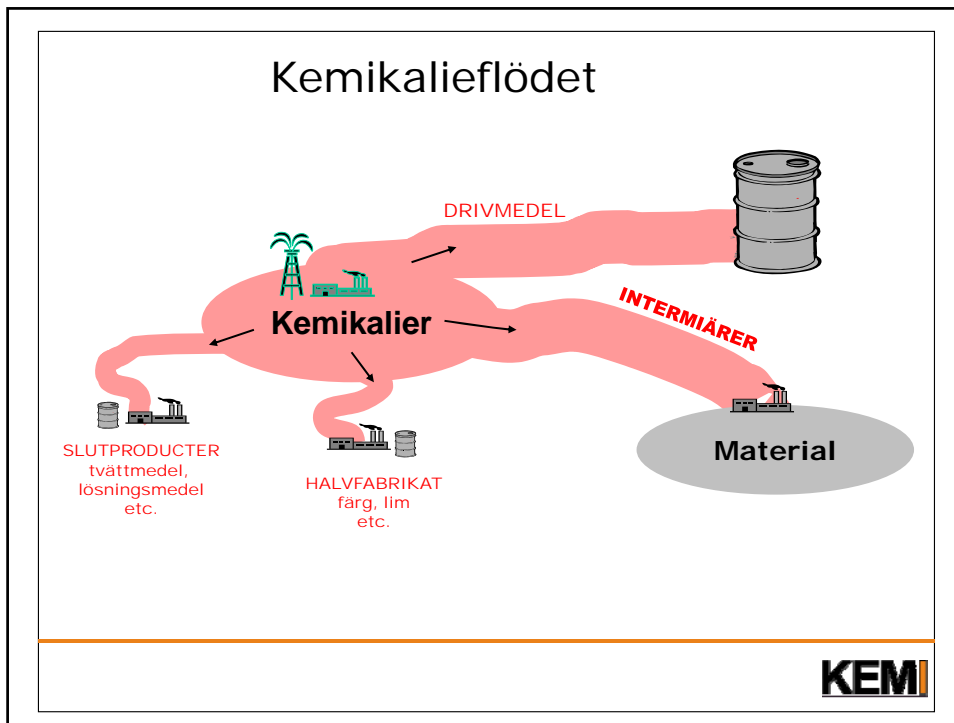 Kemikalieflödet
DRIVMEDEL
INTERMIÄRER
Kemikalier
Material
SLUTPRODUCTER
tvättmedel,
lösningsmedel
etc.
HALVFABRIKAT
färg, lim
etc.
KEMI